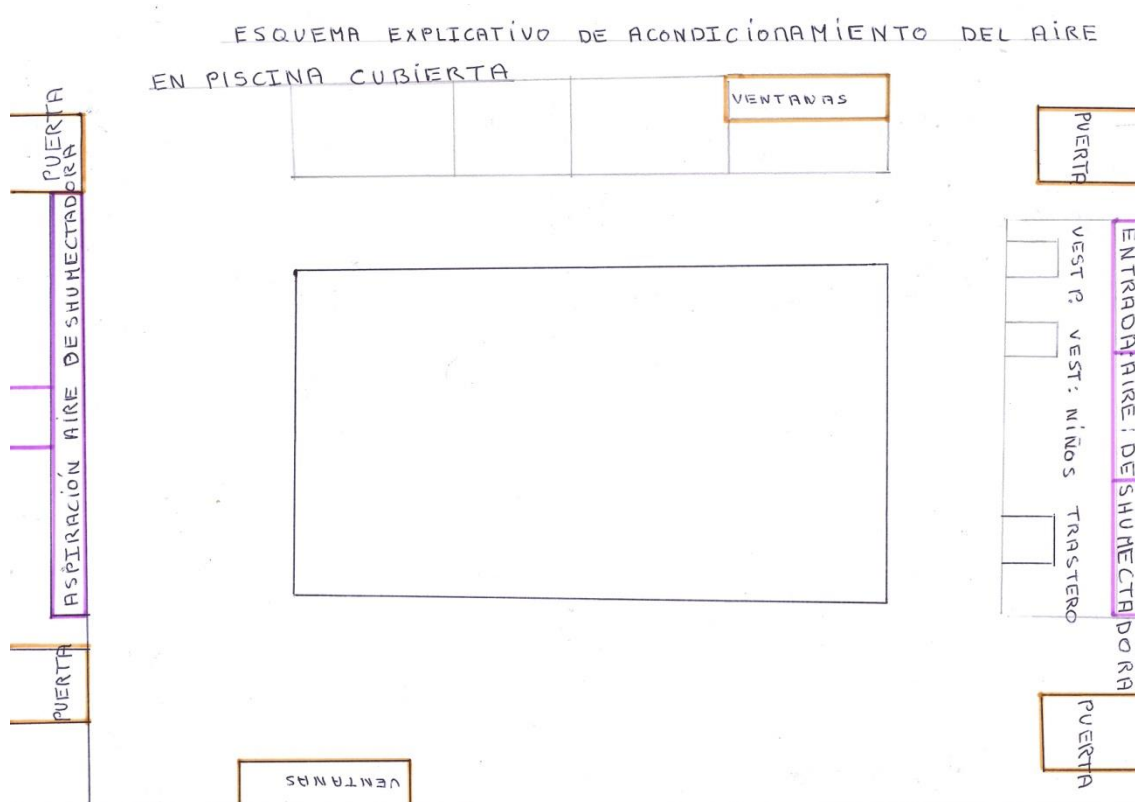 ESQUEMA EXPLICATIVO DE ACONDICIONAMIENTO DEL AIRE
EN PISCINA CUBIERTA
VENTANAS
PUERTA
PUERTA
ASPIRACIÓN AIRE DESHUMECTADORA
VEST P. VEST: NIÑOS TRASTERO
ENTRADA AIRE: DESHUMECTADORA
PUERTA
PUERTA
VENTANAS